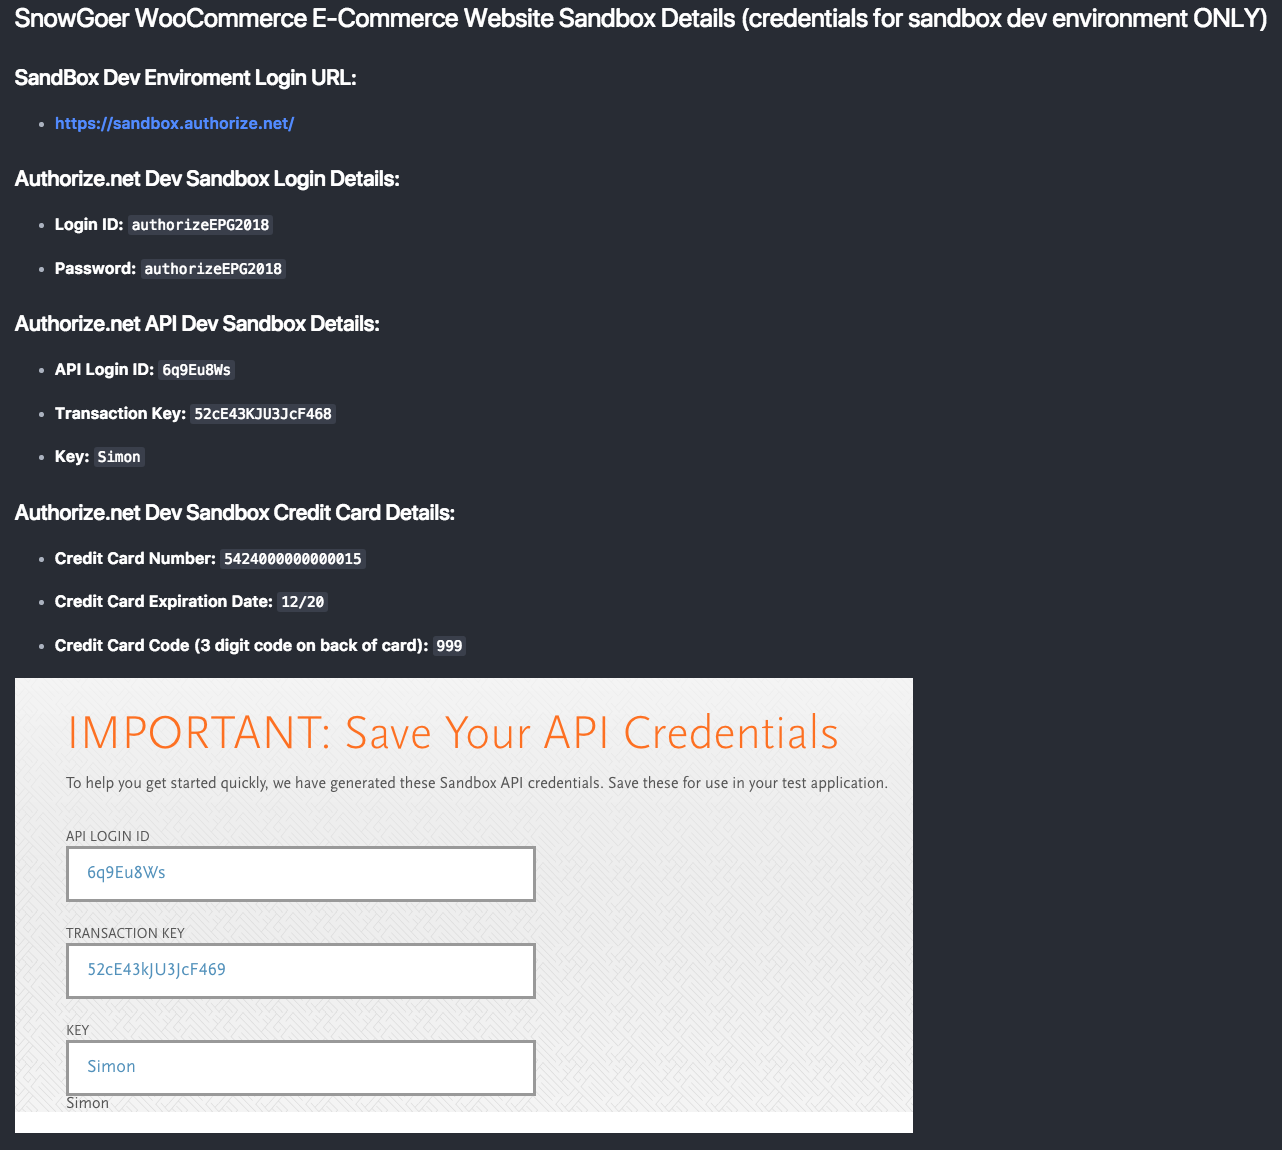 SnowGoer WooCommerce E-Commerce Website Sandbox Details (credentials for sandbox dev environment ONLY)
SandBox Dev Enviroment Login URL:
https://sandbox.authorize.net/
Authorize.net Dev Sandbox Login Details:
Login ID: authorizeEPG2018
Password: authorizeEPG2018
Authorize.net API Dev Sandbox Details:
API Login ID: 6q9Eu8Ws
Transaction Key: 52cE43KJU3JcF468
Key: Simon
Authorize.net Dev Sandbox Credit Card Details:
Credit Card Number: 5424000000000015
Credit Card Expiration Date: 12/20
Credit Card Code (3 digit code on back of card): 999
IMPORTANT: Save Your API Credentials
To help you get started quickly, we have generated these Sandbox API credentials. Save these for use in your test application.
API LOGIN ID
6q9Eu8Ws
TRANSACTION KEY
52cE43kJU3JcF469
KEY
Simon
Simon